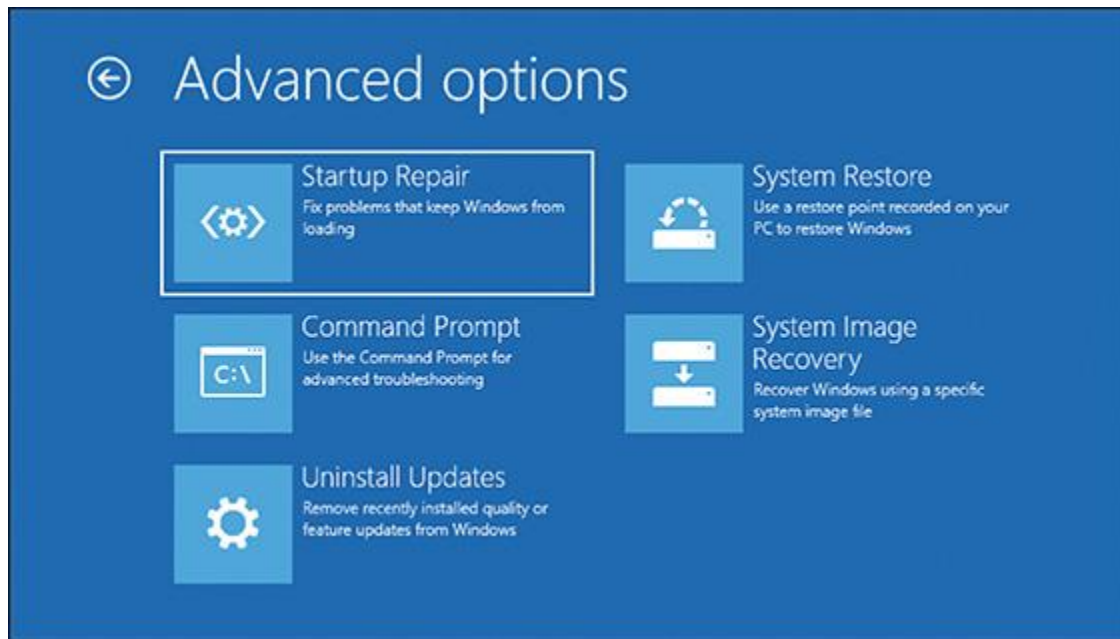 Advanced options
Startup Repair
Fix problems that keep Windows from
loading
System Restore
Use a restore point recorded on your
PC to restore Windows
C:\
Command Prompt
Use the Command Prompt for
advanced troubleshooting
System Image
Recovery
Recover Windows using a specific
system image file
Uninstall Updates
Remove recently installed quality or
feature updates from Windows